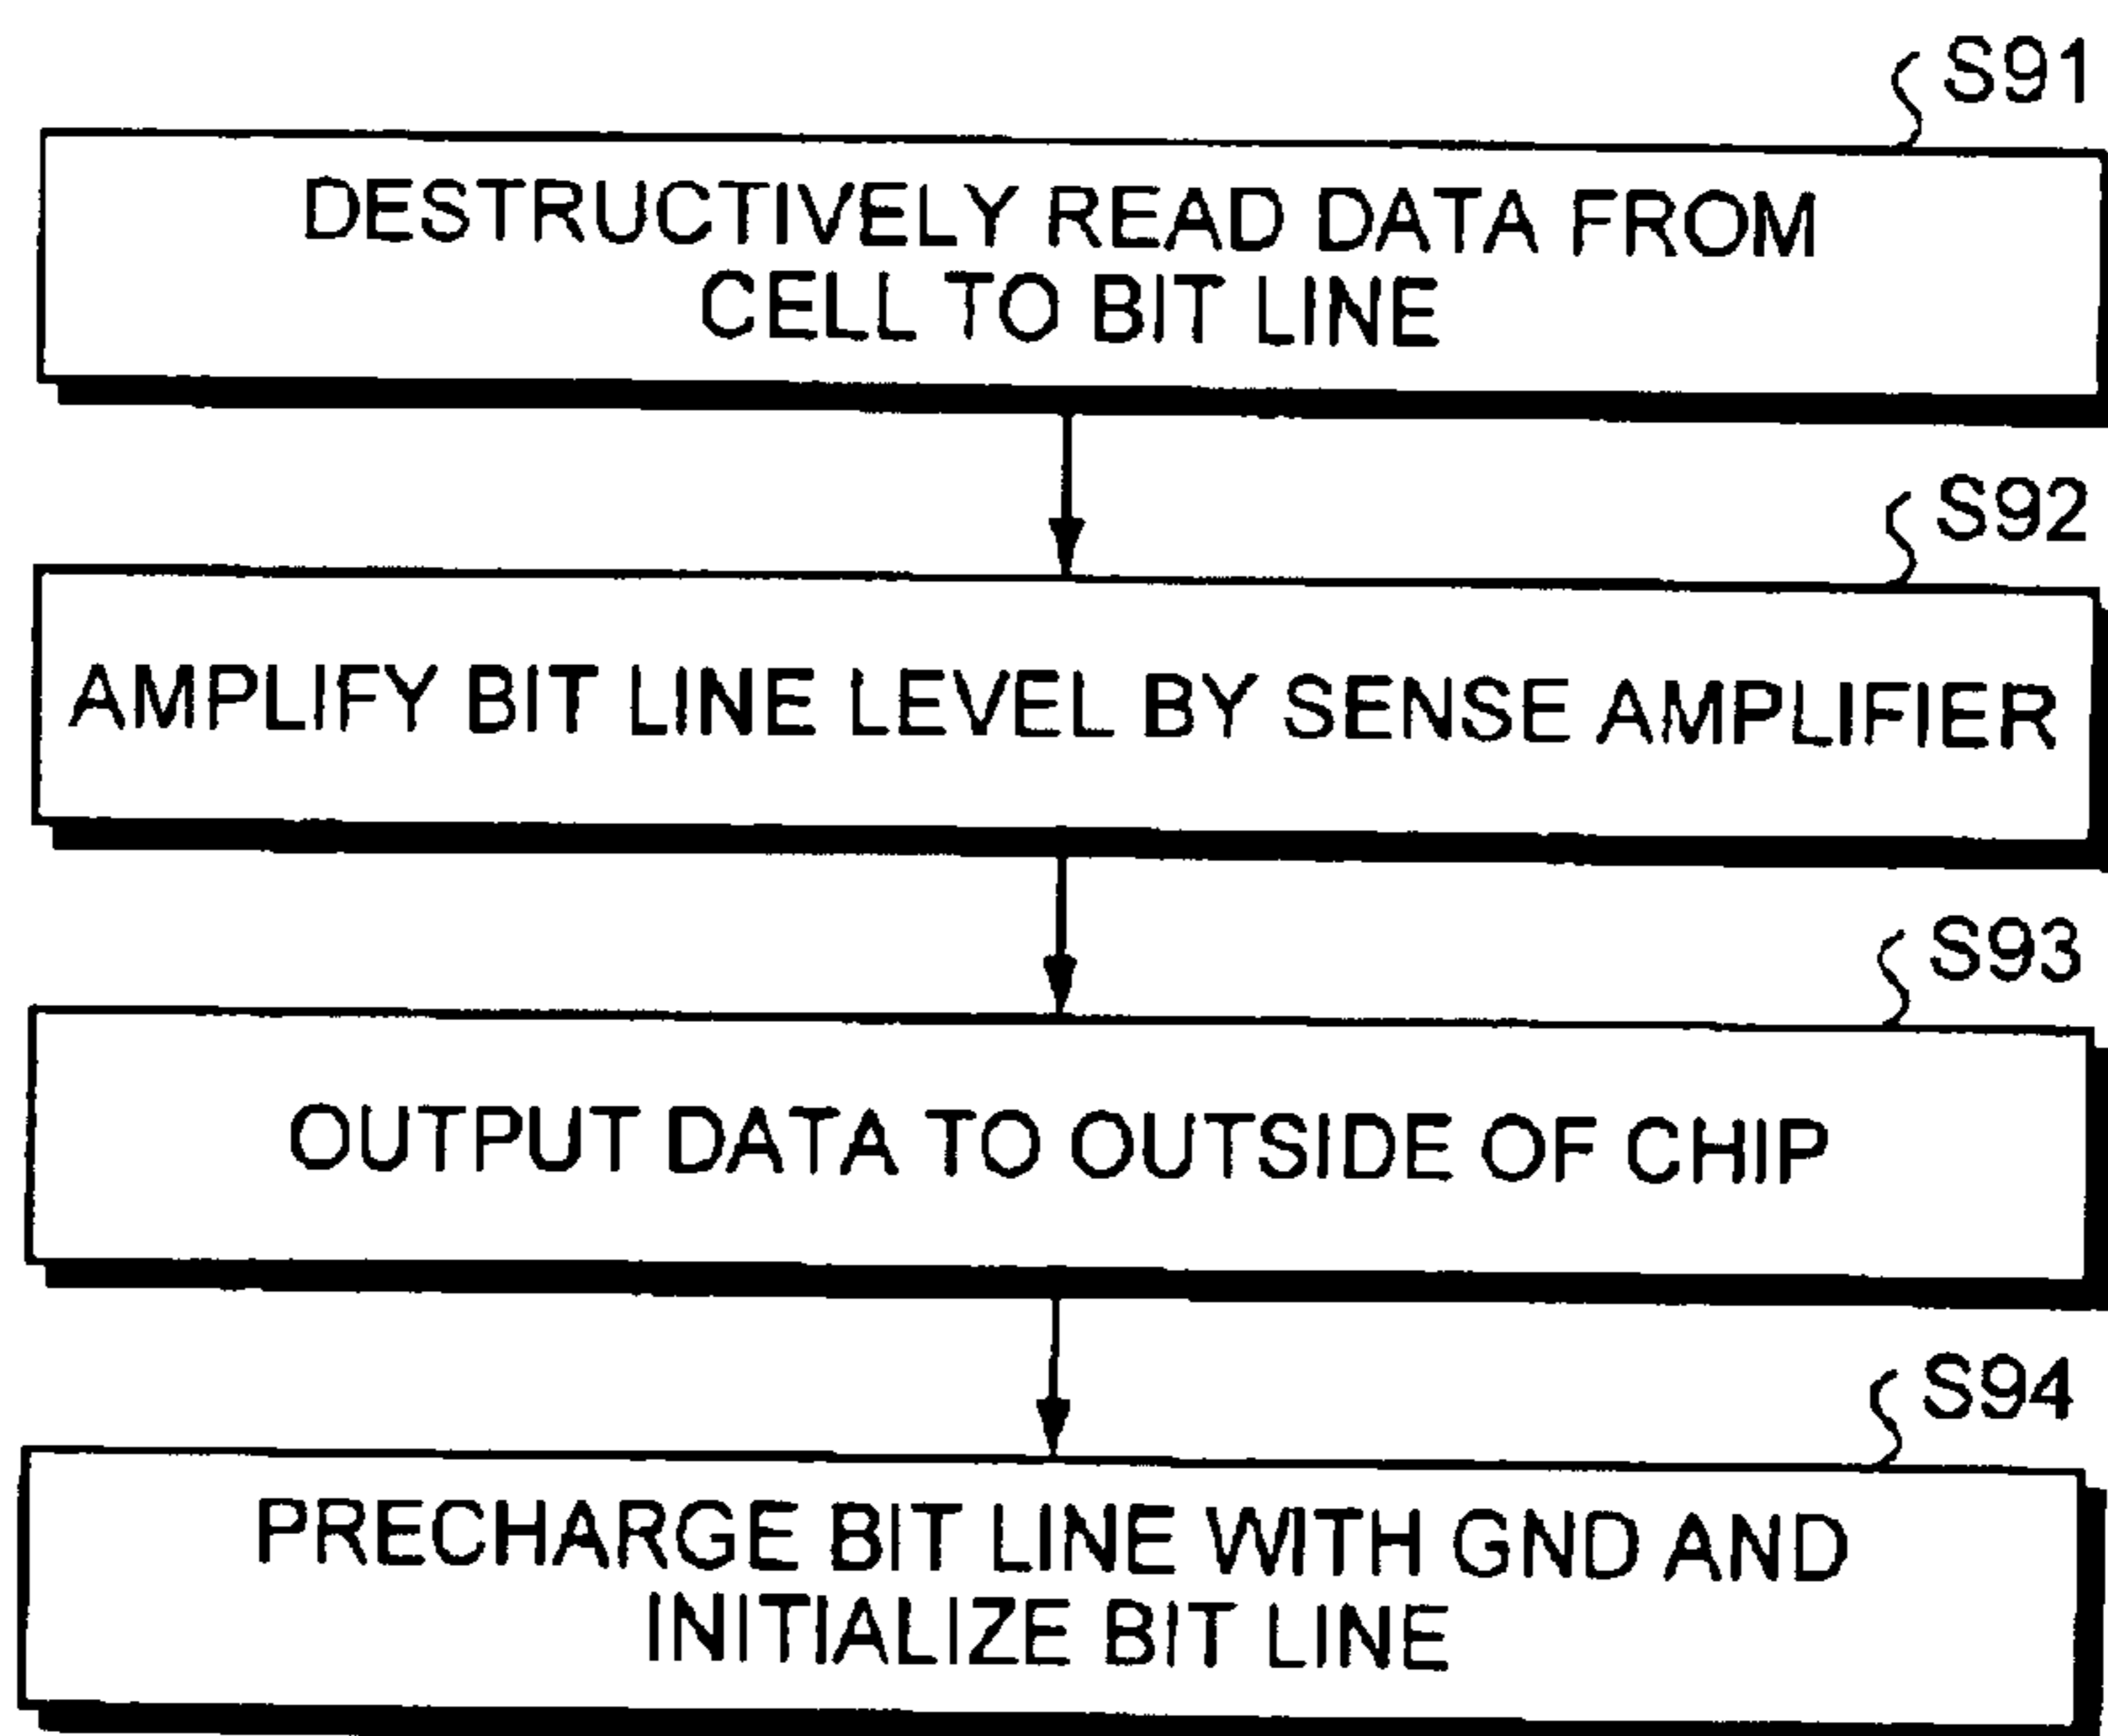 S91
DESTRUCTIVELY READ DATA FROM
CELL TO BIT LINE
S92
AMPLIFY BIT LINE LEVEL BY SENSE AMPLIFIER
S93
OUTPUT DATA TO OUTSIDE OF CHIP
S94
PRECHARGE BIT LINE WITH GND AND
INITIALIZE BIT LINE